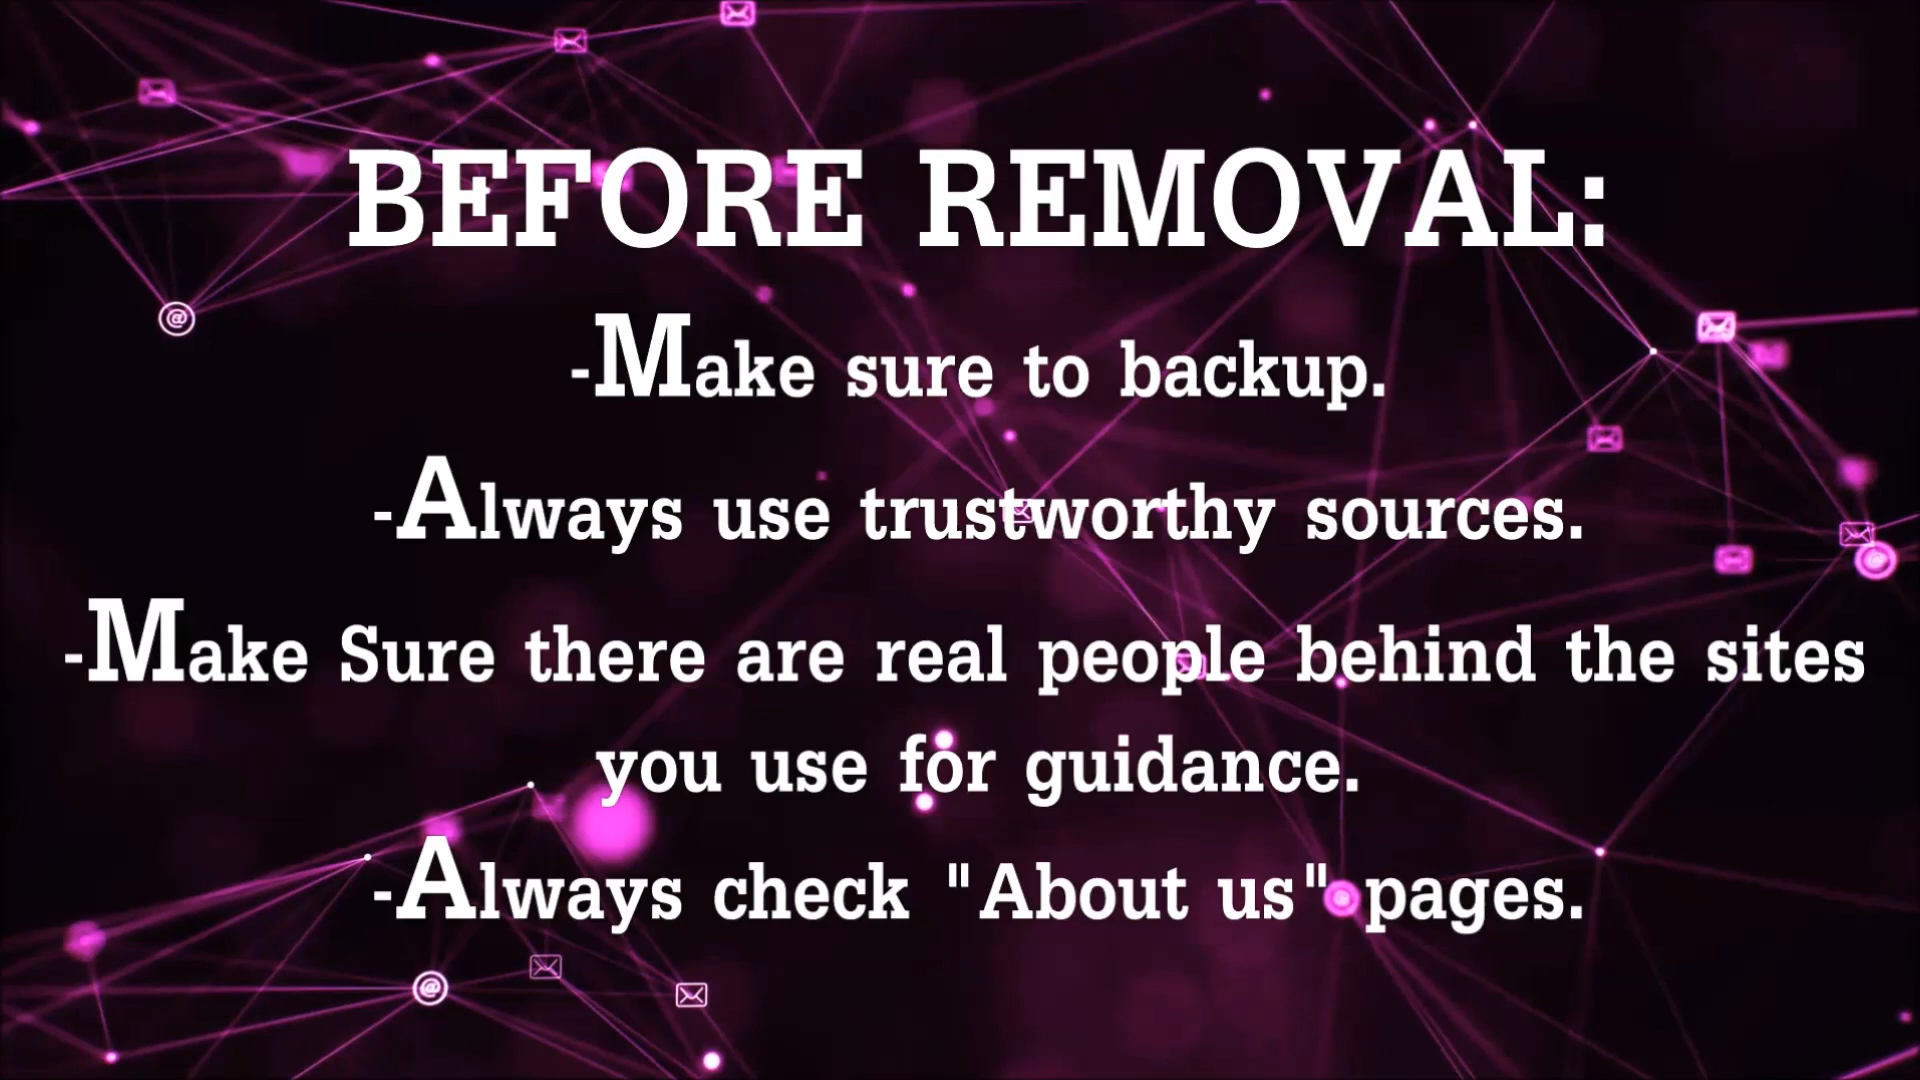 BEFORE REMOVAL:
-Make sure to backup.
-Always use trustworthy sources.
-Make Sure there are real people behind the sites
you use for guidance.
-Always check "About us" pages.